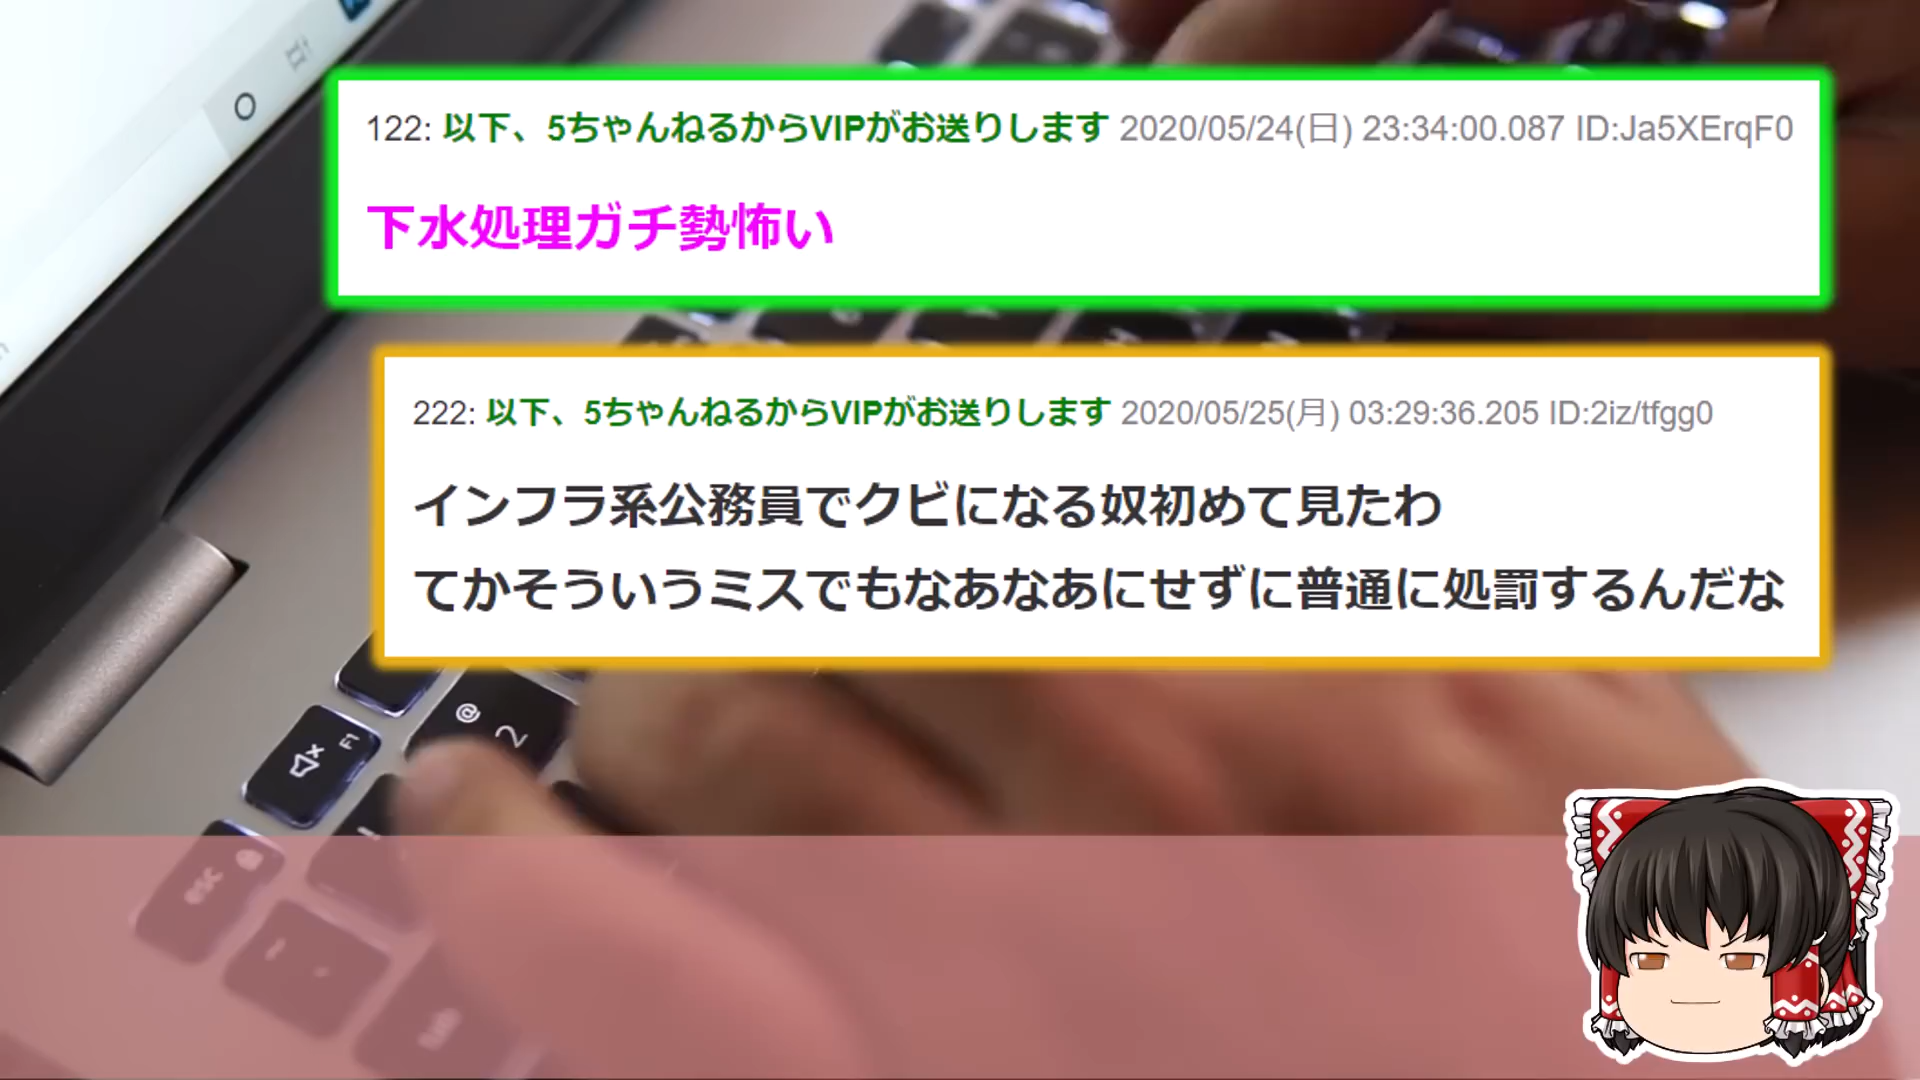 122: 以下、5ちゃんねるからVIPがお送りします 2020/05/24(日) 23:34:00.087 ID:Ja5XErqF0
下水処理ガチ勢怖い
222: 以下、5ちゃんねるからVIPがお送りします 2020/05/25(月) 03:29:36.205 ID:2iz/tfgg0
インフラ系公務員でクビになる奴初めて見たわ
てかそういうミスでもなあなあにせずに普通に処罰するんだな
F1
@
2
esc